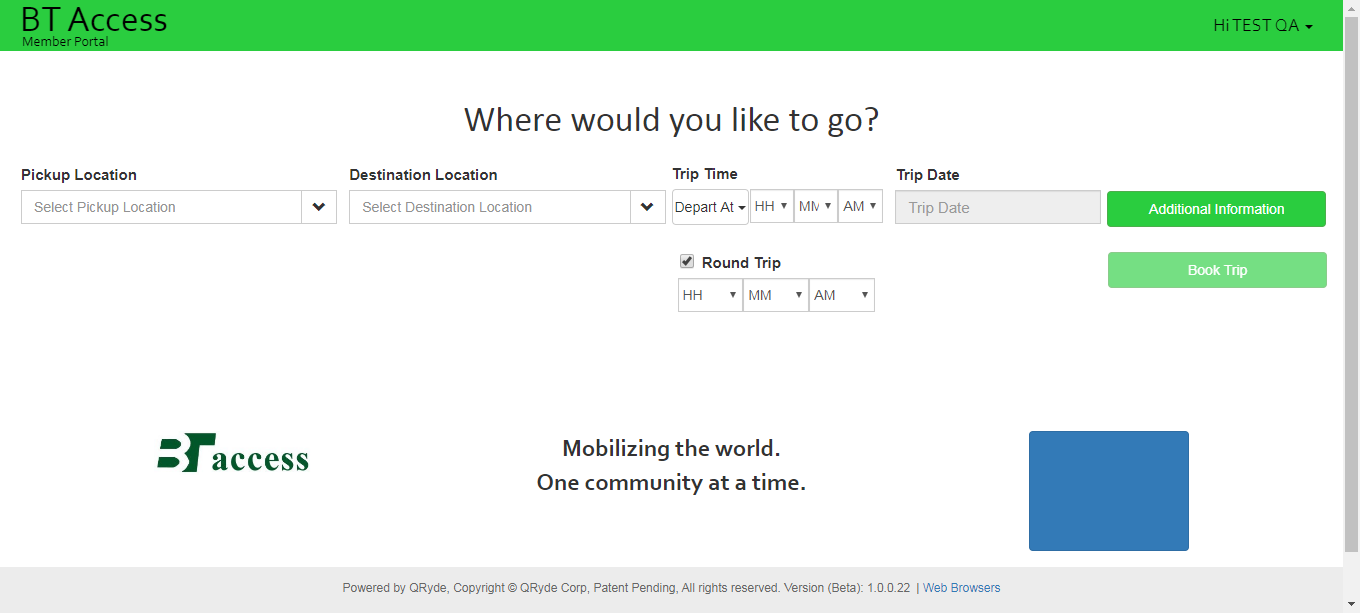 BT Access
Member Portal
Hi TEST QA
Where would you like to go?
Pickup Location
Destination Location
Trip Time
Trip Date
Select Pickup Location
Select Destination Location
Depart At
HH
MM
AM
Trip Date
Additional Information
Round Trip
Book Trip
HH
MM
AM
BT access
Mobilizing the world.
One community at a time.
Powered by QRyde, Copyright © QRyde Corp, Patent Pending, All rights reserved. Version (Beta): 1.0.0.22 | Web Browsers